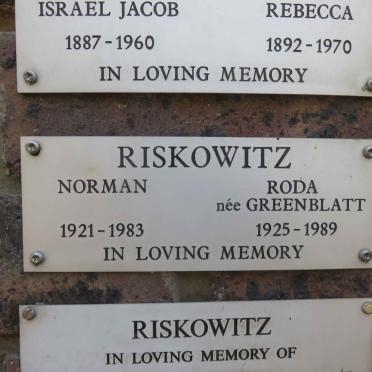 ISRAEL JACOB REBECCA
1887-1960 1892-1970
IN LOVING MEMORY
RISKOWITZ
NORMAN RODA
née GREENBLATT
1921-1983 1925-1989
IN LOVING MEMORY
RISKOWITZ
IN LOVING MEMORY OF